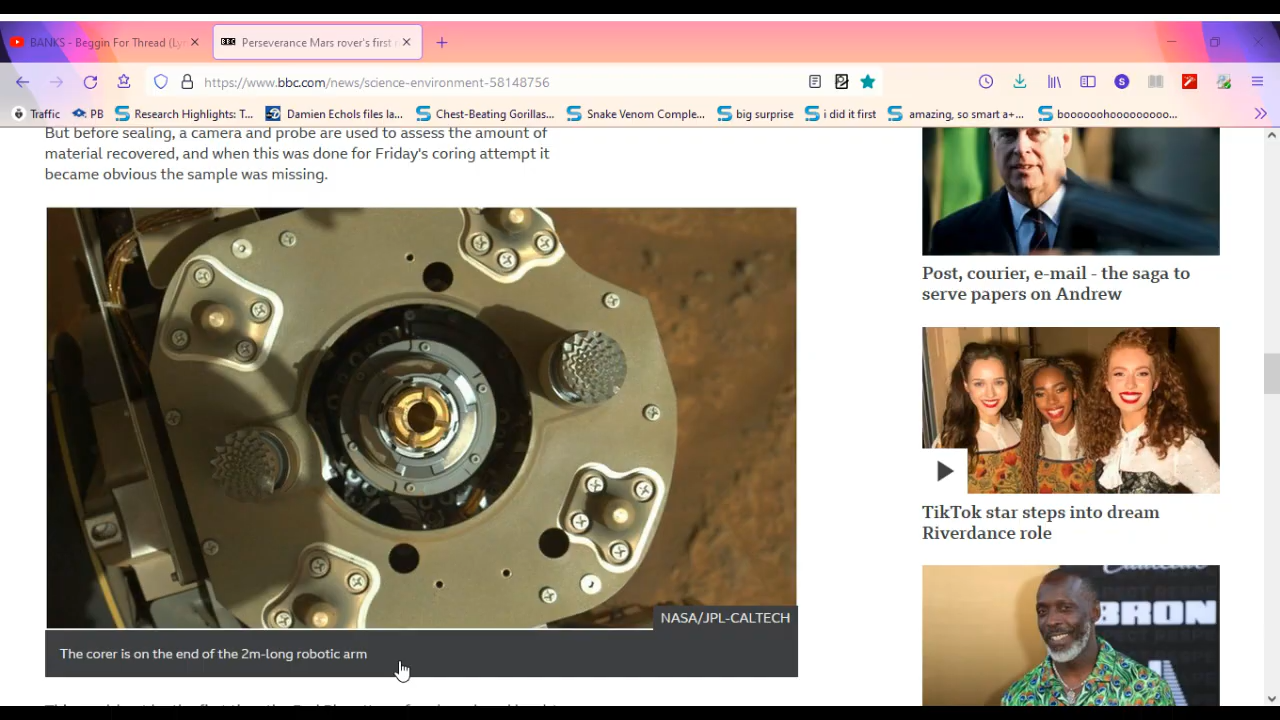 BANKS - Beggin For Thread (Ly
BBC Perseverance Mars rover's first
https://www.bbc.com/news/science-environment-58148756
S
Traffic
PB
Research Highlights: T...
Damien Echols files la...
Chest-Beating Gorillas...
Snake Venom Comple...
big surprise
i did it first
amazing, so smart a+...
boooooohooooooooo...
But before sealing, a camera and probe are used to assess the amount of
material recovered, and when this was done for Friday's coring attempt it
became obvious the sample was missing.
NASA/JPL-CALTECH
The corer is on the end of the 2m-long robotic arm
Post, courier, e-mail - the saga to
serve papers on Andrew
TikTok star steps into dream
Riverdance role
BRON